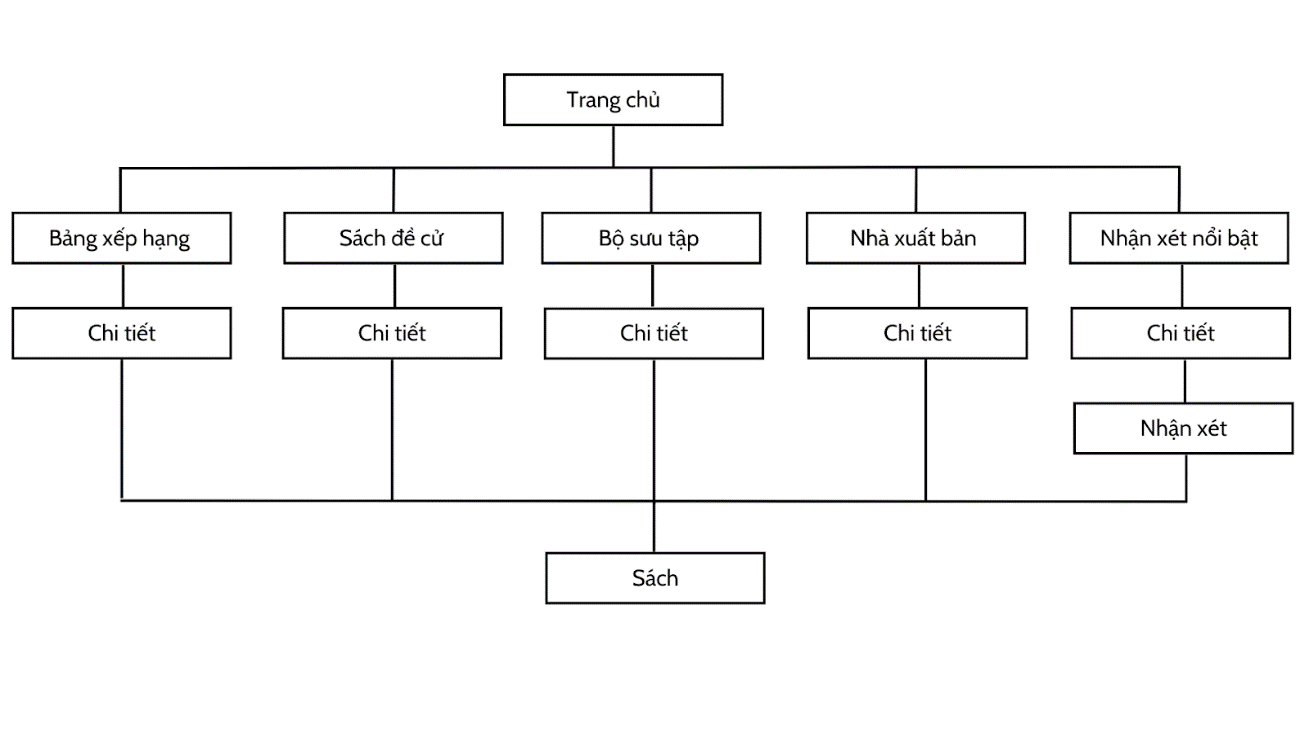 Trang chủ
Bảng xếp hạng
Sách đề cử
Bộ sưu tập
Nhà xuất bản
Nhận xét nổi bật
Chi tiết
Chi tiết
Chi tiết
Chi tiết
Chi tiết
Nhận xét
Sách